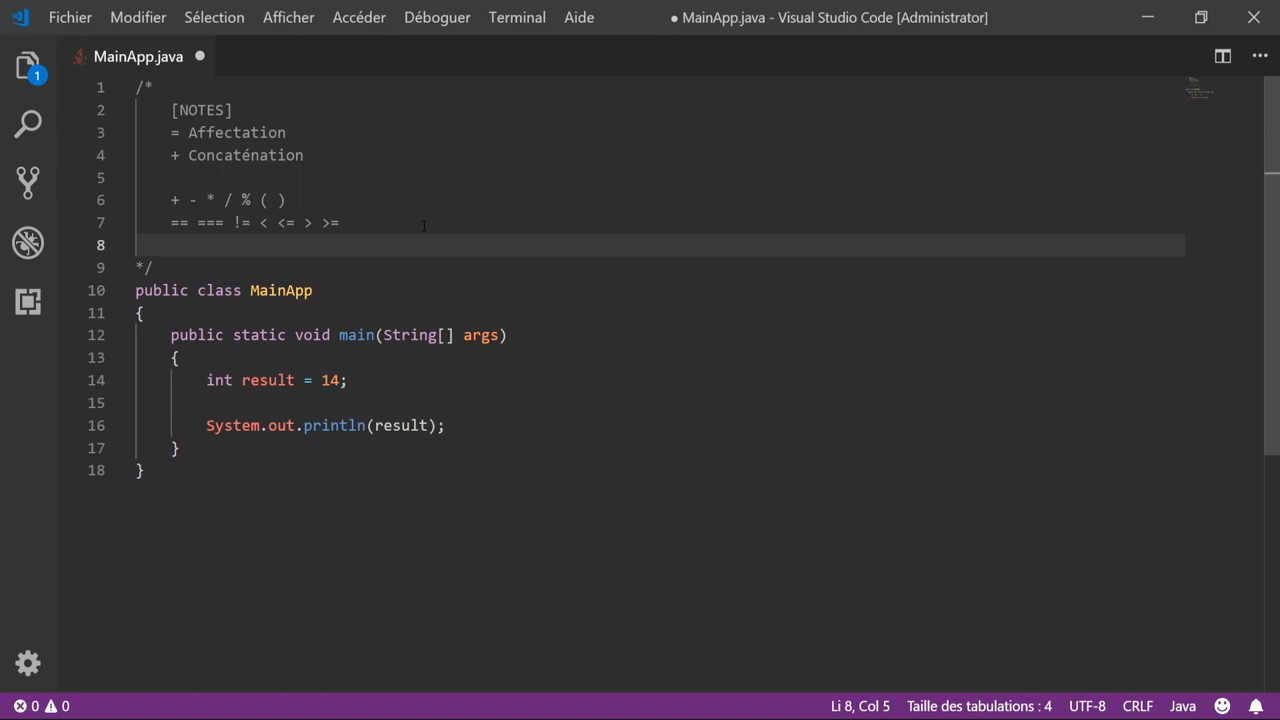 Fichier Modifier Sélection Afficher Accéder Déboguer Terminal Aide ● MainApp.java - Visual Studio Code [Administrator]
MainApp.java ●
1 /*
2 [NOTES]
3 = Affectation
4 + Concaténation
5
6 + - * / % ( )
7 == === != < <= > >=
8
9 */
10 public class MainApp
11 {
12 public static void main(String[] args)
13 {
14 int result = 14;
15
16 System.out.println(result);
17 }
18 }
1
0 0 Li 8, Col 5 Taille des tabulations : 4 UTF-8 CRLF Java